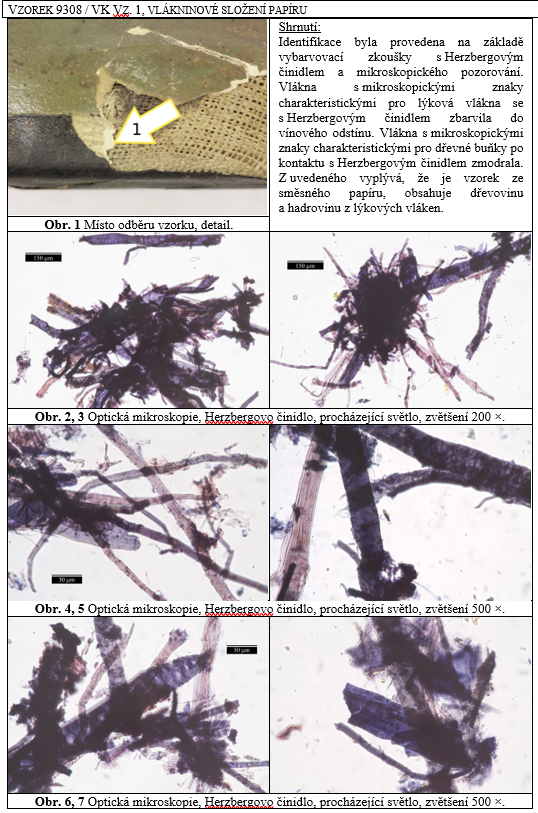 VZOREK 9308 / VK VZ. 1, VLÁKNINOVÉ SLOŽENÍ PAPÍRU
1
Shrnutí:
Identifikace byla provedena na základě
vybarvovací zkoušky s Herzbergovým
činidlem a mikroskopického pozorování.
Vlákna s mikroskopickými znaky
charakteristickými pro lýková vlákna se
s Herzbergovým činidlem zbarvila do
vínového odstínu. Vlákna s mikroskopickými
znaky charakteristickými pro dřevné buňky po
kontaktu s Herzbergovým činidlem zmodrala.
Z uvedeného vyplývá, že je vzorek ze
směsného papíru, obsahuje dřevovinu
a hadrovinu z lýkových vláken.
Obr. 1 Místo odběru vzorku, detail.
150 µm
150 µm
Obr. 2, 3 Optická mikroskopie, Herzbergovo činidlo, procházející světlo, zvětšení 200 ×.
50 µm
Obr. 4, 5 Optická mikroskopie, Herzbergovo činidlo, procházející světlo, zvětšení 500 ×.
50 µm
Obr. 6, 7 Optická mikroskopie, Herzbergovo činidlo, procházející světlo, zvětšení 500 ×.